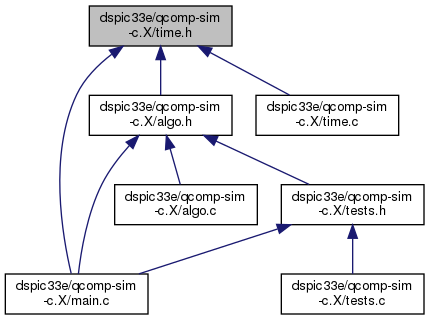 dspic33e/qcomp-sim
-c.X/time.h
dspic33e/qcomp-sim
-c.X/algo.h
dspic33e/qcomp-sim
-c.X/time.c
dspic33e/qcomp-sim
-c.X/algo.c
dspic33e/qcomp-sim
-c.X/tests.h
dspic33e/qcomp-sim
-c.X/main.c
dspic33e/qcomp-sim
-c.X/tests.c